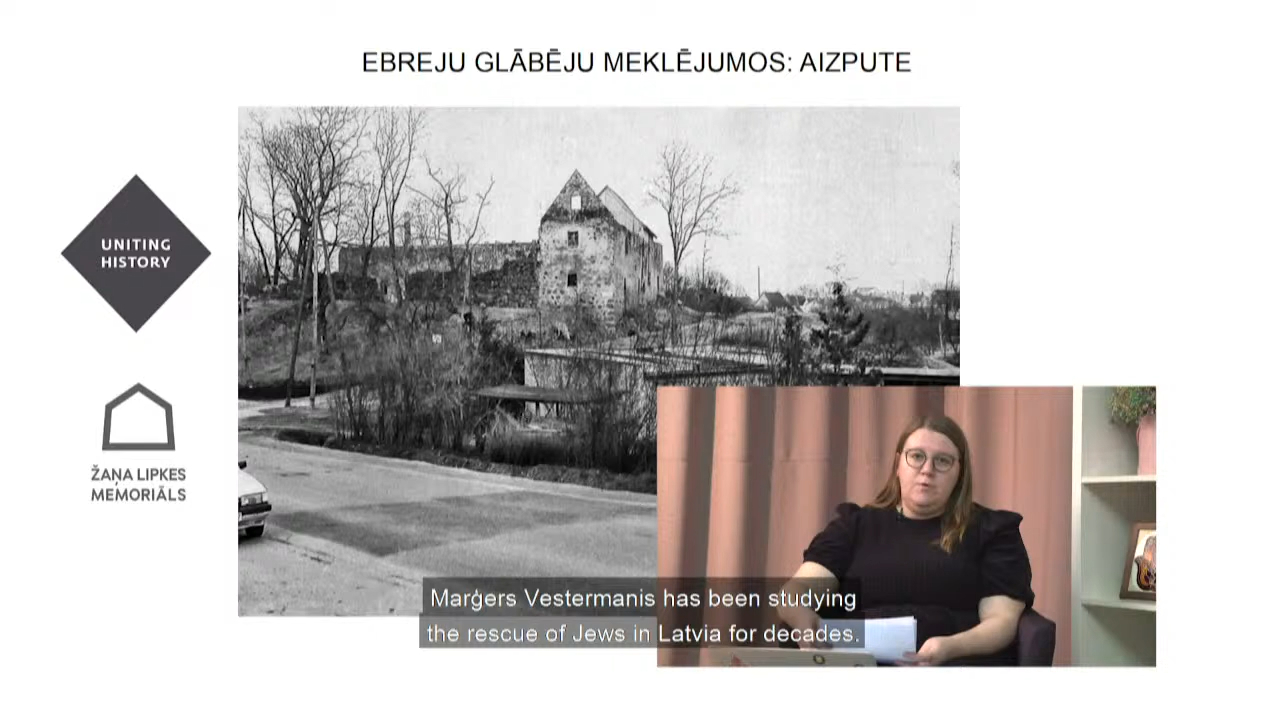 EBREJU GLĀBĒJU MEKLĒJUMOS: AIZPUTE
UNITING
HISTORY
ŽAŅA LIPKES
MEMORIĀLS
Marģers Vestermanis has been studying
the rescue of Jews in Latvia for decades.